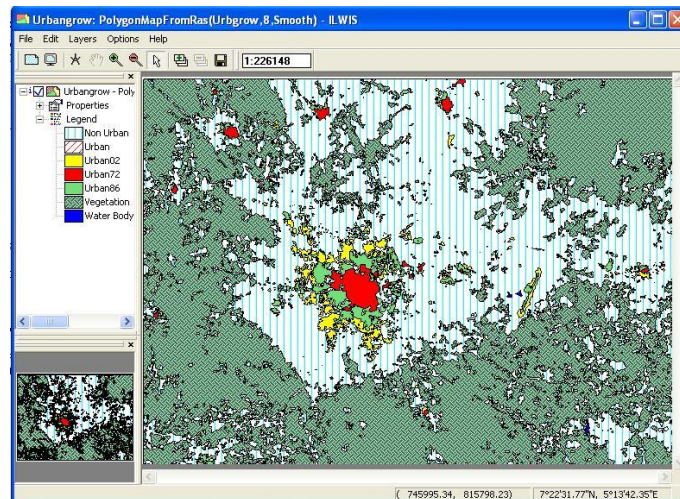 Urbangrow: PolygonMapFromRas(Urbgrow,8,Smooth) - ILWIS
File Edit Layers Options Help
1:226148
Urbangrow - Poly
Properties
Legend
Non Urban
Urban
Urban02
Urban72
Urban86
Vegetation
Water Body
( 745995.34, 815798.23) 7°22'31.77"N, 5°13'42.35"E